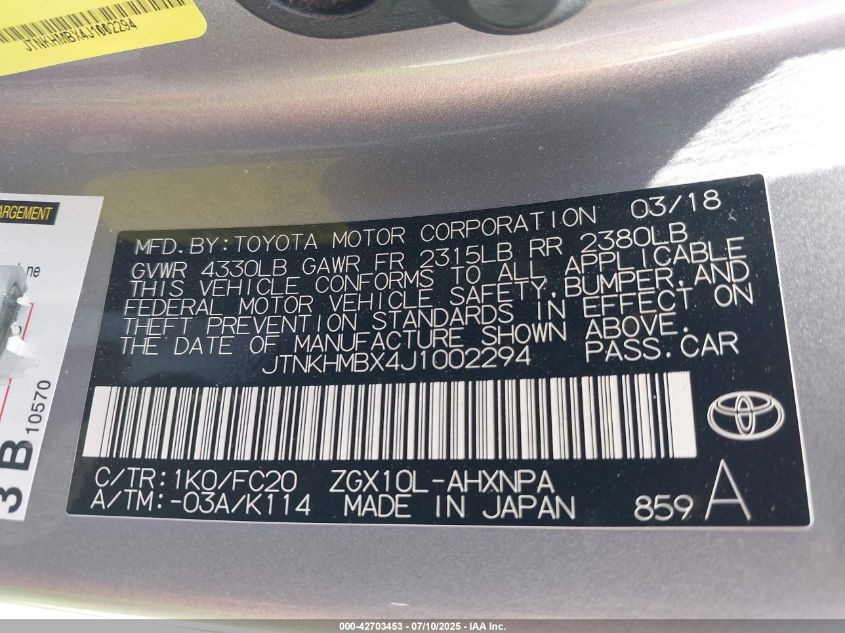 JTNKHMBX4J1002294
ARGEMENT
ne
3 B
10570
MFD.BY:TOYOTA MOTOR CORPORATION 03/18
GVWR 4330LB GAWR FR 2315LB RR 2380LB
THIS VEHICLE CONFORMS TO ALL APPLICABLE
FEDERAL MOTOR VEHICLE SAFETY,BUMPER,AND
THEFT PREVENTION STANDARDS IN EFFECT ON
THE DATE OF MANUFACTURE SHOWN ABOVE.
JTNKHMBX4J1002294 PASS.CAR
C/TR:1K0/FC20 ZGX10L-AHXNPA
A/TM:-03A/K114 MADE IN JAPAN 859 A
000-42703453 - 07/10/2025 - IAA Inc.